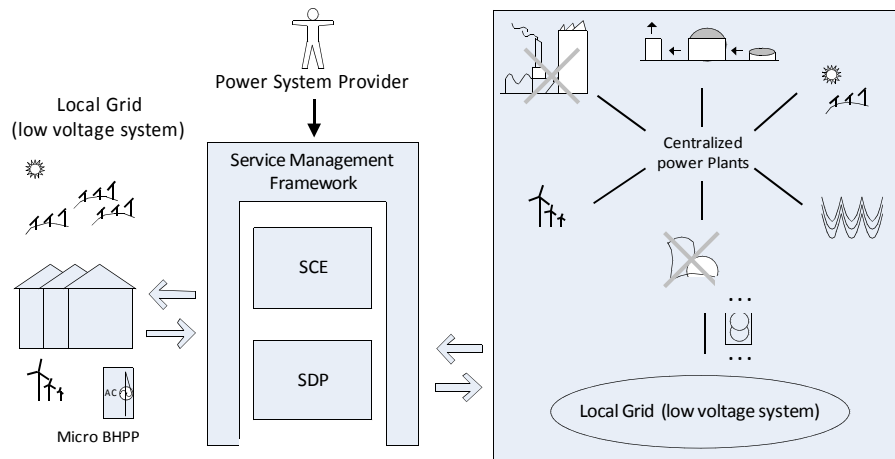 Power System Provider
Local Grid
(low voltage system)
Service Management
Framework
SCE
SDP
AC
Micro BHPP
Centralized
power Plants
...
...
Local Grid (low voltage system)